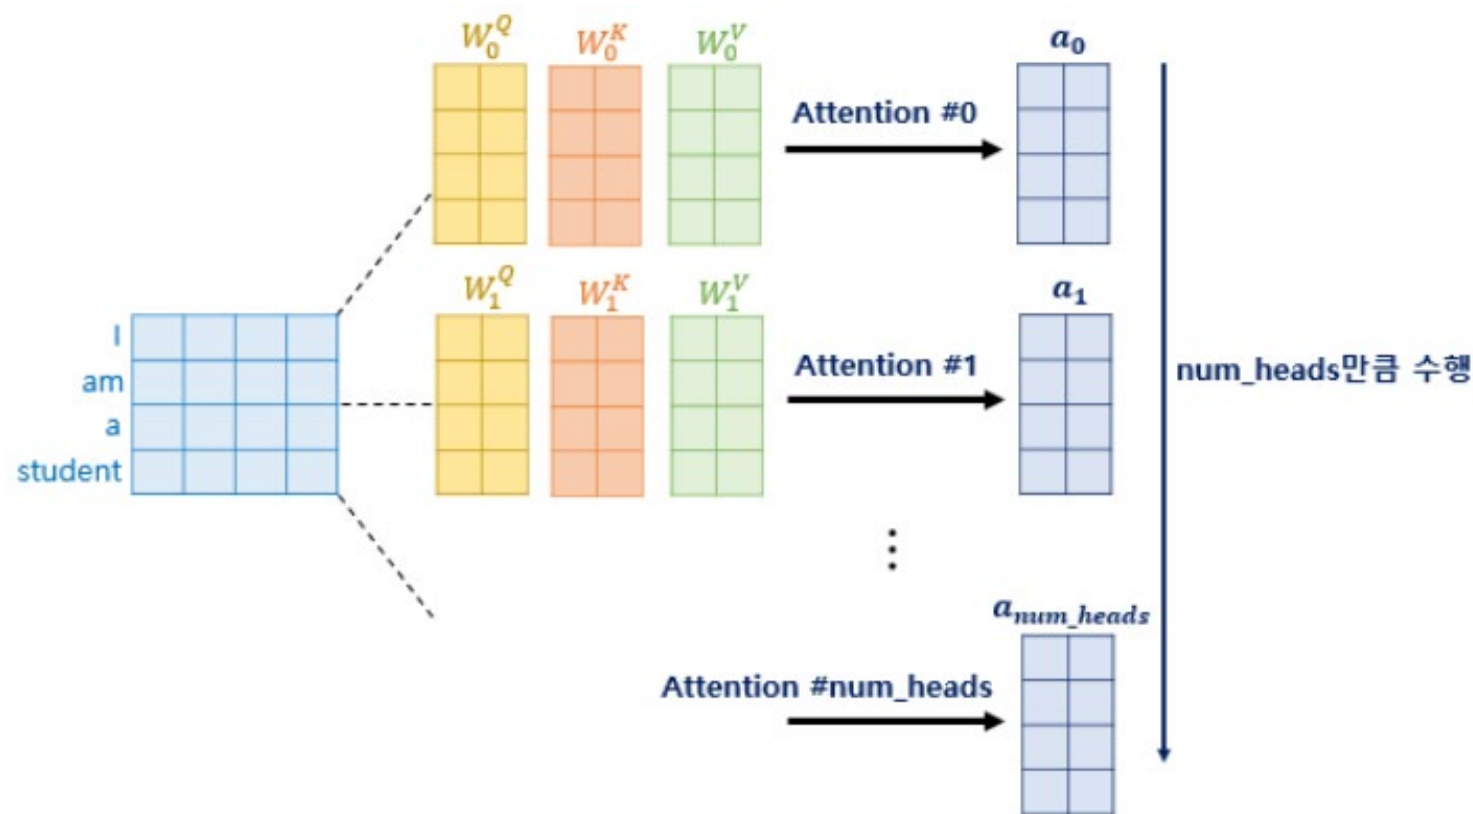 W_0^Q W_0^K W_0^V a_0
Attention #0
W_1^Q W_1^K W_1^V a_1
I
am
a
student
Attention #1
num_heads만큼 수행
⋮
a_num_heads
Attention #num_heads